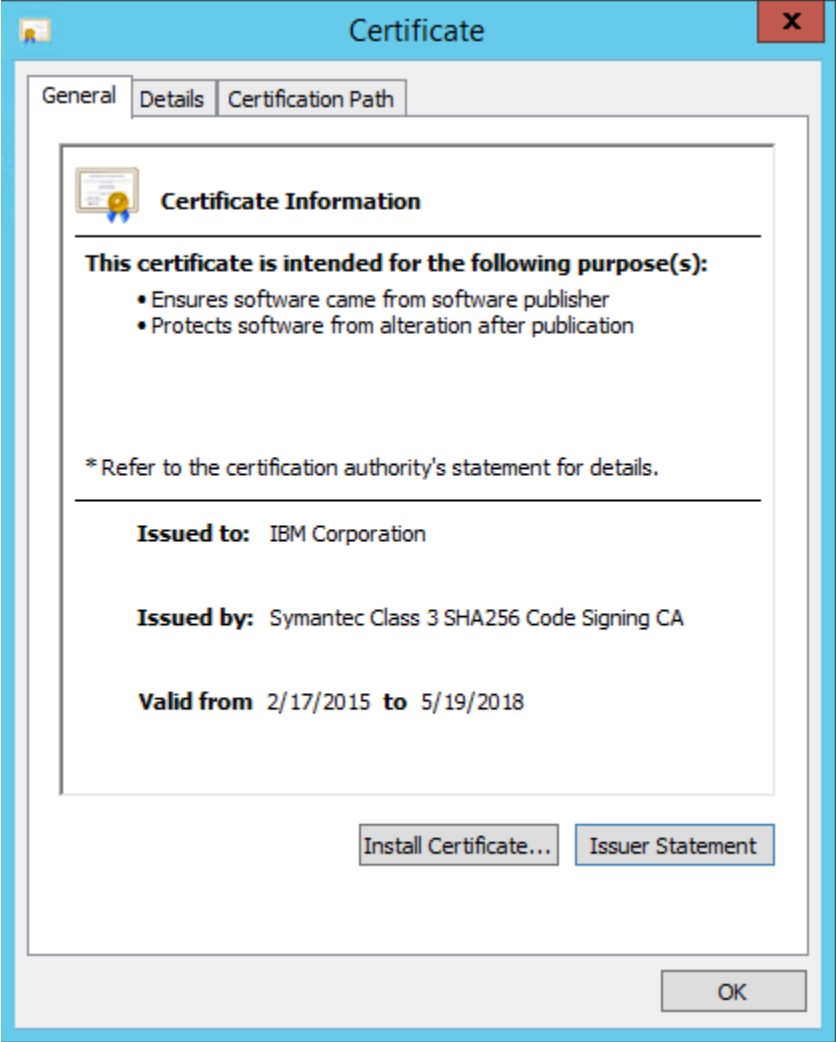 Certificate
x
General Details Certification Path
Certificate Information
This certificate is intended for the following purpose(s):
• Ensures software came from software publisher
• Protects software from alteration after publication
* Refer to the certification authority's statement for details.
Issued to: IBM Corporation
Issued by: Symantec Class 3 SHA256 Code Signing CA
Valid from 2/17/2015 to 5/19/2018
Install Certificate... Issuer Statement
OK